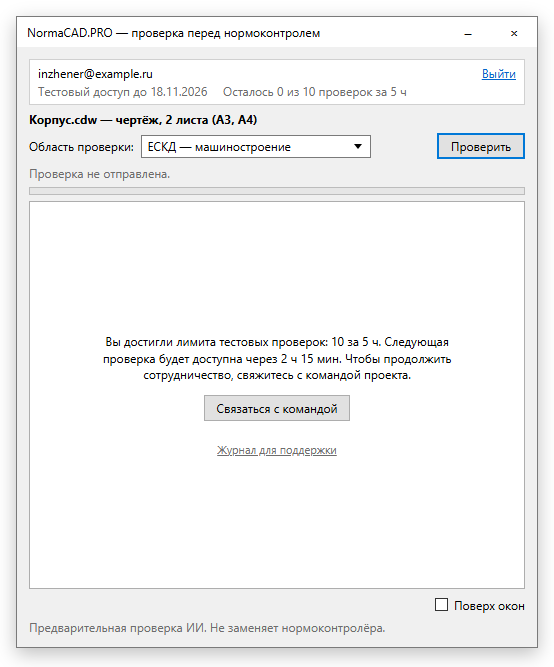 NormaCAD.PRO — проверка перед нормоконтролем
inzhener@example.ru
Выйти
Тестовый доступ до 18.11.2026 Осталось 0 из 10 проверок за 5 ч
Корпус.cdw — чертёж, 2 листа (А3, А4)
Область проверки: ЕСКД — машиностроение Проверить
Проверка не отправлена.
Вы достигли лимита тестовых проверок: 10 за 5 ч. Следующая
проверка будет доступна через 2 ч 15 мин. Чтобы продолжить
сотрудничество, свяжитесь с командой проекта.
Связаться с командой
Журнал для поддержки
Поверх окон
Предварительная проверка ИИ. Не заменяет нормоконтролёра.